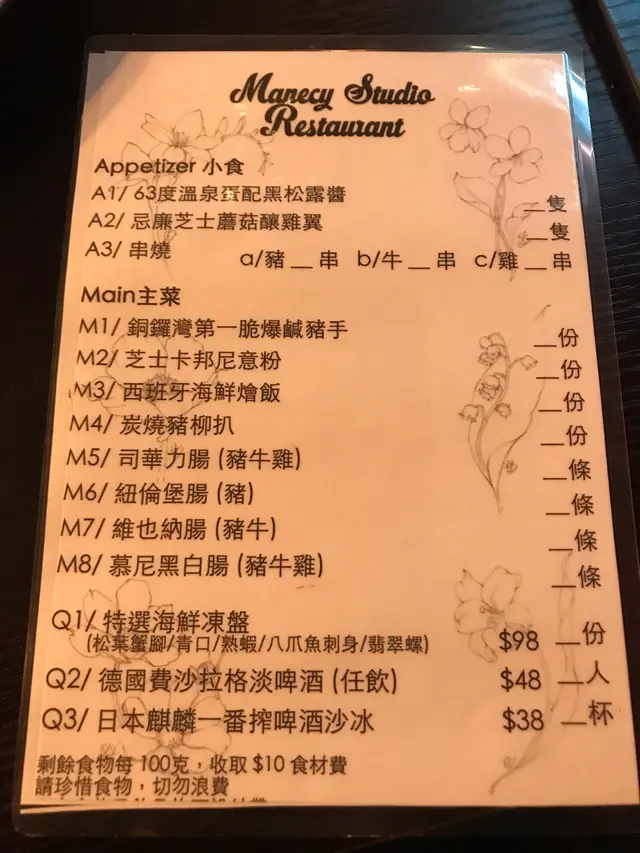 Manecy Studio
Restaurant
Appetizer 小食
A1/ 63度溫泉蛋配黑松露醬 __隻
A2/ 忌廉芝士蘑菇釀雞翼 __隻
A3/ 串燒 a/豬 __ 串 b/牛 __ 串 c/雞 __ 串
Main主菜
M1/ 銅鑼灣第一脆爆鹹豬手 __份
M2/ 芝士卡邦尼意粉 __份
M3/ 西班牙海鮮燴飯 __份
M4/ 炭燒豬柳扒 __份
M5/ 司華力腸 (豬牛雞) __條
M6/ 紐倫堡腸 (豬) __條
M7/ 維也納腸 (豬牛) __條
M8/ 慕尼黑白腸 (豬牛雞) __條
Q1/ 特選海鮮凍盤 $98 __份
(松葉蟹腳/青口/熟蝦/八爪魚刺身/翡翠螺)
Q2/ 德國費沙拉格淡啤酒 (任飲) $48 __人
Q3/ 日本麒麟一番搾啤酒沙冰 $38 __杯
剩餘食物每 100克，收取 $10 食材費
請珍惜食物，切勿浪費